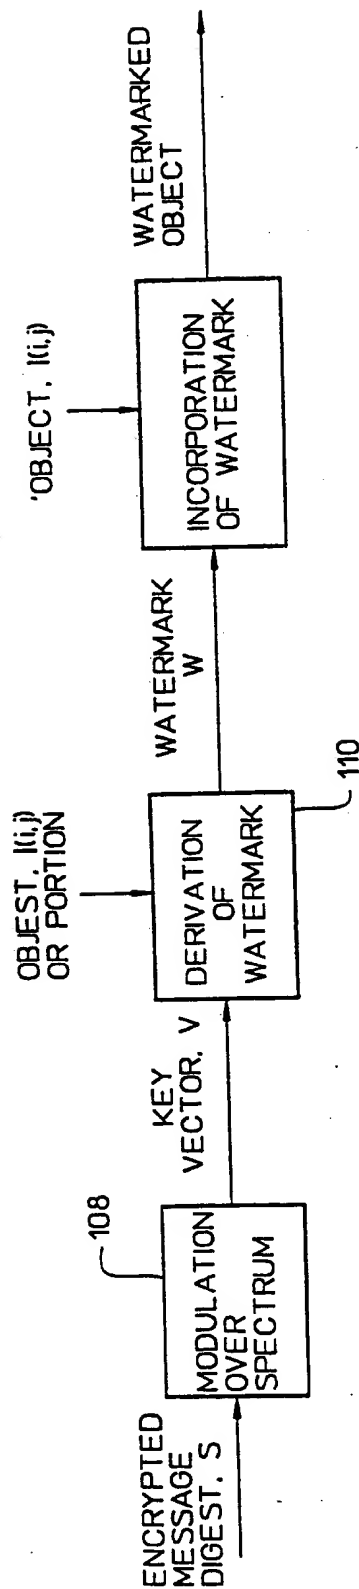 ENCRYPTED
MESSAGE
DIGEST, S
108
MODULATION
OVER
SPECTRUM
KEY
VECTOR, V
OBJEST, I(i,j)
OR PORTION
DERIVATION
OF
WATERMARK
110
WATERMARK
W
'OBJECT, I(i,j)
INCORPORATION
OF WATERMARK
WATERMARKED
OBJECT